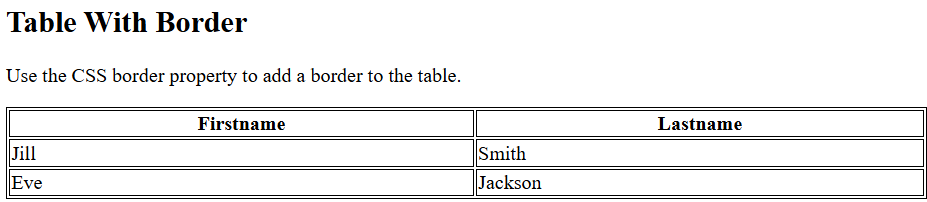 Table With Border
Use the CSS border property to add a border to the table.
Firstname Lastname
Jill Smith
Eve Jackson